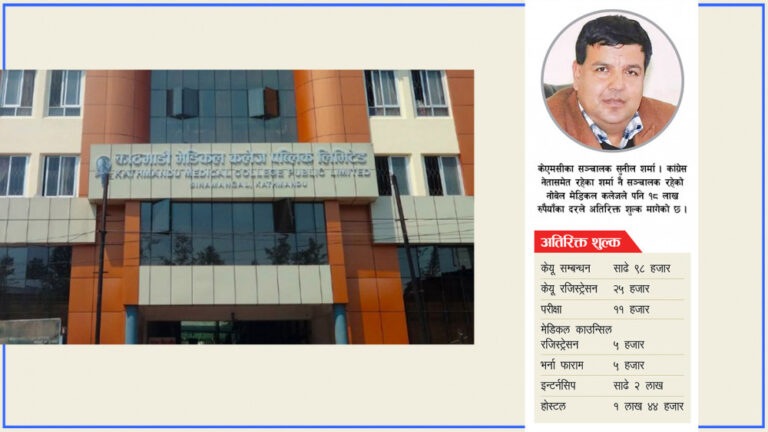 काठमाडौं मेडिकल कलेज पब्लिक लिमिटेड
KATHMANDU MEDICAL COLLEGE PUBLIC LIMITED
SINAMANGAL, KATHMANDU
केएमसीका सञ्चालक सुनील शर्मा । कांग्रेस
नेतासमेत रहेका शर्मा नै सञ्चालक रहेको
नोबेल मेडिकल कलेजले पनि १८ लाख
रुपैयाँका दरले अतिरिक्त शुल्क मागेको छ ।
अतिरिक्त शुल्क
केयू सम्बन्धन साढे ९८ हजार
केयू रजिस्ट्रेसन २५ हजार
परीक्षा ११ हजार
मेडिकल काउन्सिल
रजिस्ट्रेसन ५ हजार
भर्ना फाराम ५ हजार
इन्टर्नसिप साढे २ लाख
होस्टल १ लाख ४४ हजार